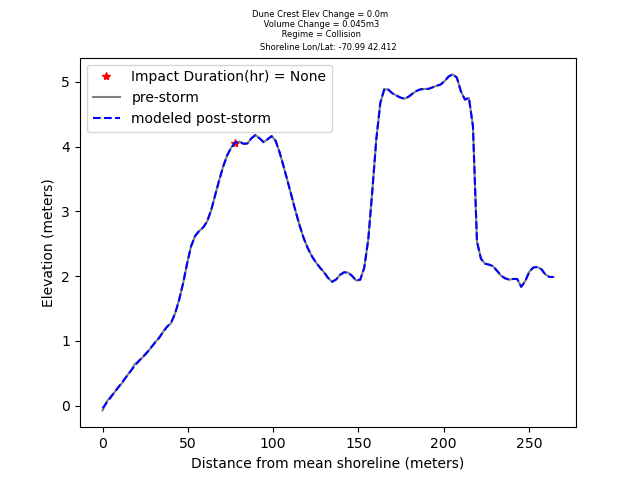 Dune Crest Elev Change = 0.0m
Volume Change = 0.045m3
Regime = Collision
Shoreline Lon/Lat: -70.99 42.412
Impact Duration(hr) = None
pre-storm
modeled post-storm
5
4
3
2
1
0
Elevation (meters)
0 50 100 150 200 250
Distance from mean shoreline (meters)